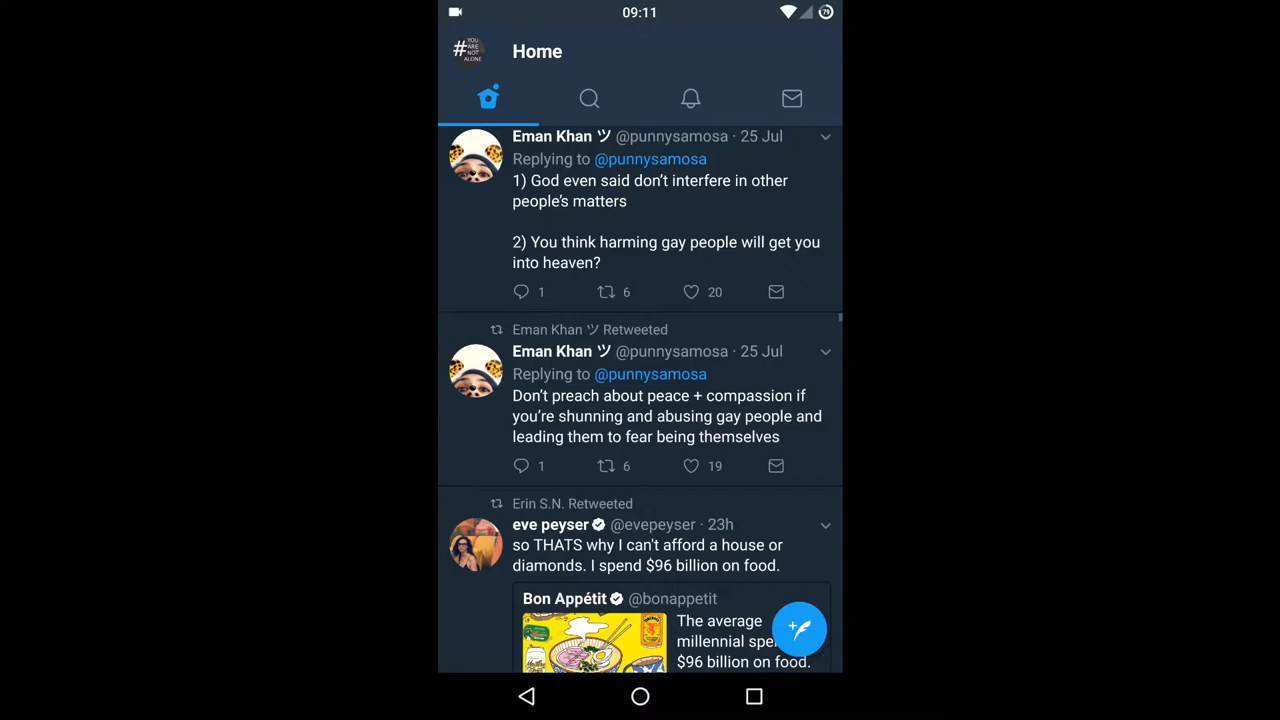 09:11
79
# YOU
ARE
NOT
ALONE
Home
Eman Khan ツ @punnysamosa · 25 Jul
Replying to @punnysamosa
1) God even said don't interfere in other
people's matters
2) You think harming gay people will get you
into heaven?
1 6 20
Eman Khan ツ Retweeted
Eman Khan ツ @punnysamosa · 25 Jul
Replying to @punnysamosa
Don't preach about peace + compassion if
you're shunning and abusing gay people and
leading them to fear being themselves
1 6 19
Erin S.N. Retweeted
eve peyser @evepeyser · 23h
so THATS why I can't afford a house or
diamonds. I spend $96 billion on food.
Bon Appétit @bonappetit
The average
millennial spe
$96 billion on food.